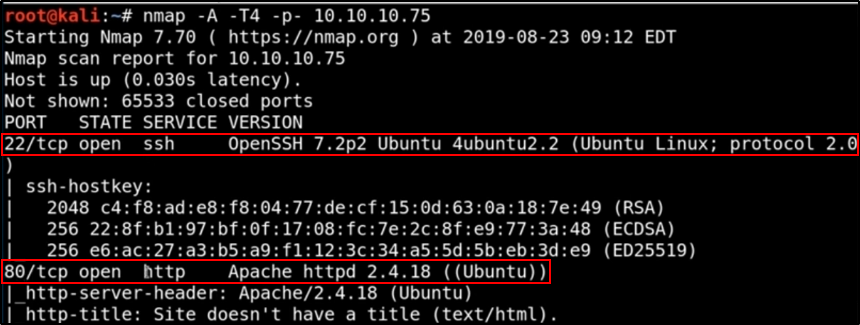 root@kali:~# nmap -A -T4 -p- 10.10.10.75
Starting Nmap 7.70 ( https://nmap.org ) at 2019-08-23 09:12 EDT
Nmap scan report for 10.10.10.75
Host is up (0.030s latency).
Not shown: 65533 closed ports
PORT   STATE SERVICE VERSION
22/tcp open  ssh     OpenSSH 7.2p2 Ubuntu 4ubuntu2.2 (Ubuntu Linux; protocol 2.0
)
| ssh-hostkey:
|   2048 c4:f8:ad:e8:f8:04:77:de:cf:15:0d:63:0a:18:7e:49 (RSA)
|   256 22:8f:b1:97:bf:0f:17:08:fc:7e:2c:8f:e9:77:3a:48 (ECDSA)
|   256 e6:ac:27:a3:b5:a9:f1:12:3c:34:a5:5d:5b:eb:3d:e9 (ED25519)
80/tcp open  http    Apache httpd 2.4.18 ((Ubuntu))
|_http-server-header: Apache/2.4.18 (Ubuntu)
| http-title: Site doesn't have a title (text/html).